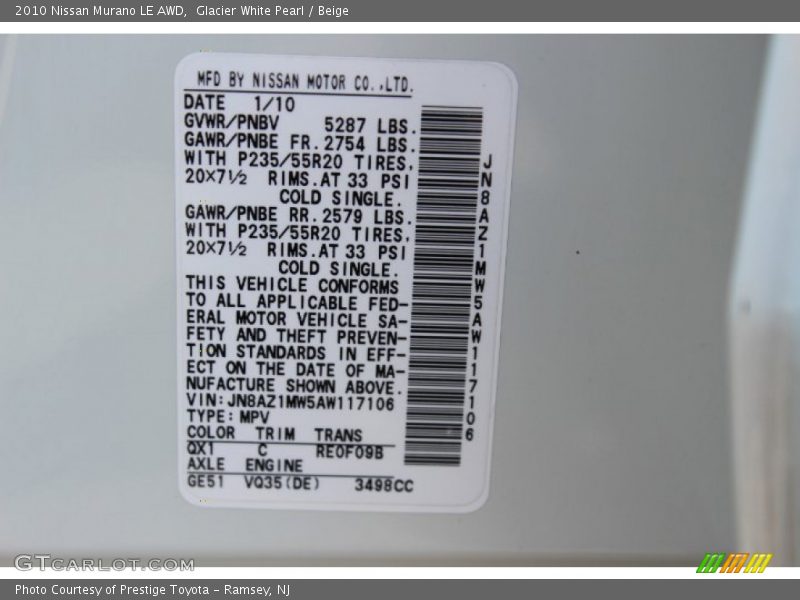 2010 Nissan Murano LE AWD,  Glacier White Pearl / Beige
MFD BY NISSAN MOTOR CO.,LTD.
DATE 1/10
GVWR/PNBV 5287 LBS.
GAWR/PNBE FR. 2754 LBS.
WITH P235/55R20 TIRES,
20×7½ RIMS. AT 33 PSI
COLD SINGLE.
GAWR/PNBE RR. 2579 LBS.
WITH P235/55R20 TIRES,
20×7½ RIMS. AT 33 PSI
COLD SINGLE.
THIS VEHICLE CONFORMS
TO ALL APPLICABLE FED-
ERAL MOTOR VEHICLE SA-
FETY AND THEFT PREVEN-
TION STANDARDS IN EFF-
ECT ON THE DATE OF MA-
NUFACTURE SHOWN ABOVE.
VIN: JN8AZ1MW5AW117106
TYPE: MPV
COLOR TRIM TRANS
QX1 C RE0F09B
AXLE ENGINE
GE51 VQ35(DE) 3498CC
JN8AZ1MW5AW117106
GTCARLOT.COM
Photo Courtesy of Prestige Toyota - Ramsey, NJ